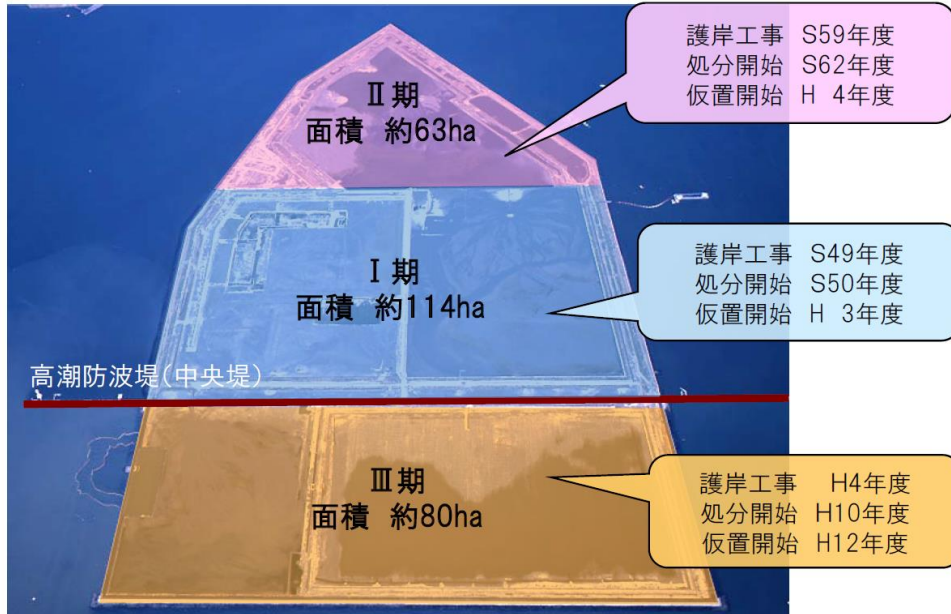 Ⅱ期
面積 約63ha
護岸工事 S59年度
処分開始 S62年度
仮置開始 H 4年度
Ⅰ期
面積 約114ha
護岸工事 S49年度
処分開始 S50年度
仮置開始 H 3年度
高潮防波堤(中央堤)
Ⅲ期
面積 約80ha
護岸工事 H4年度
処分開始 H10年度
仮置開始 H12年度